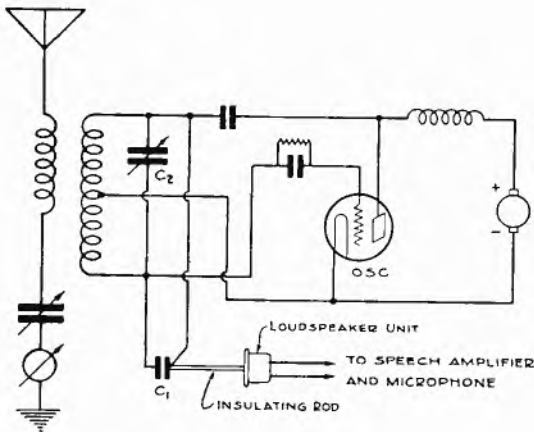 C2
+
-
OSC
LOUDSPEAKER UNIT
TO SPEECH AMPLIFIER
AND MICROPHONE
C1
INSULATING ROD